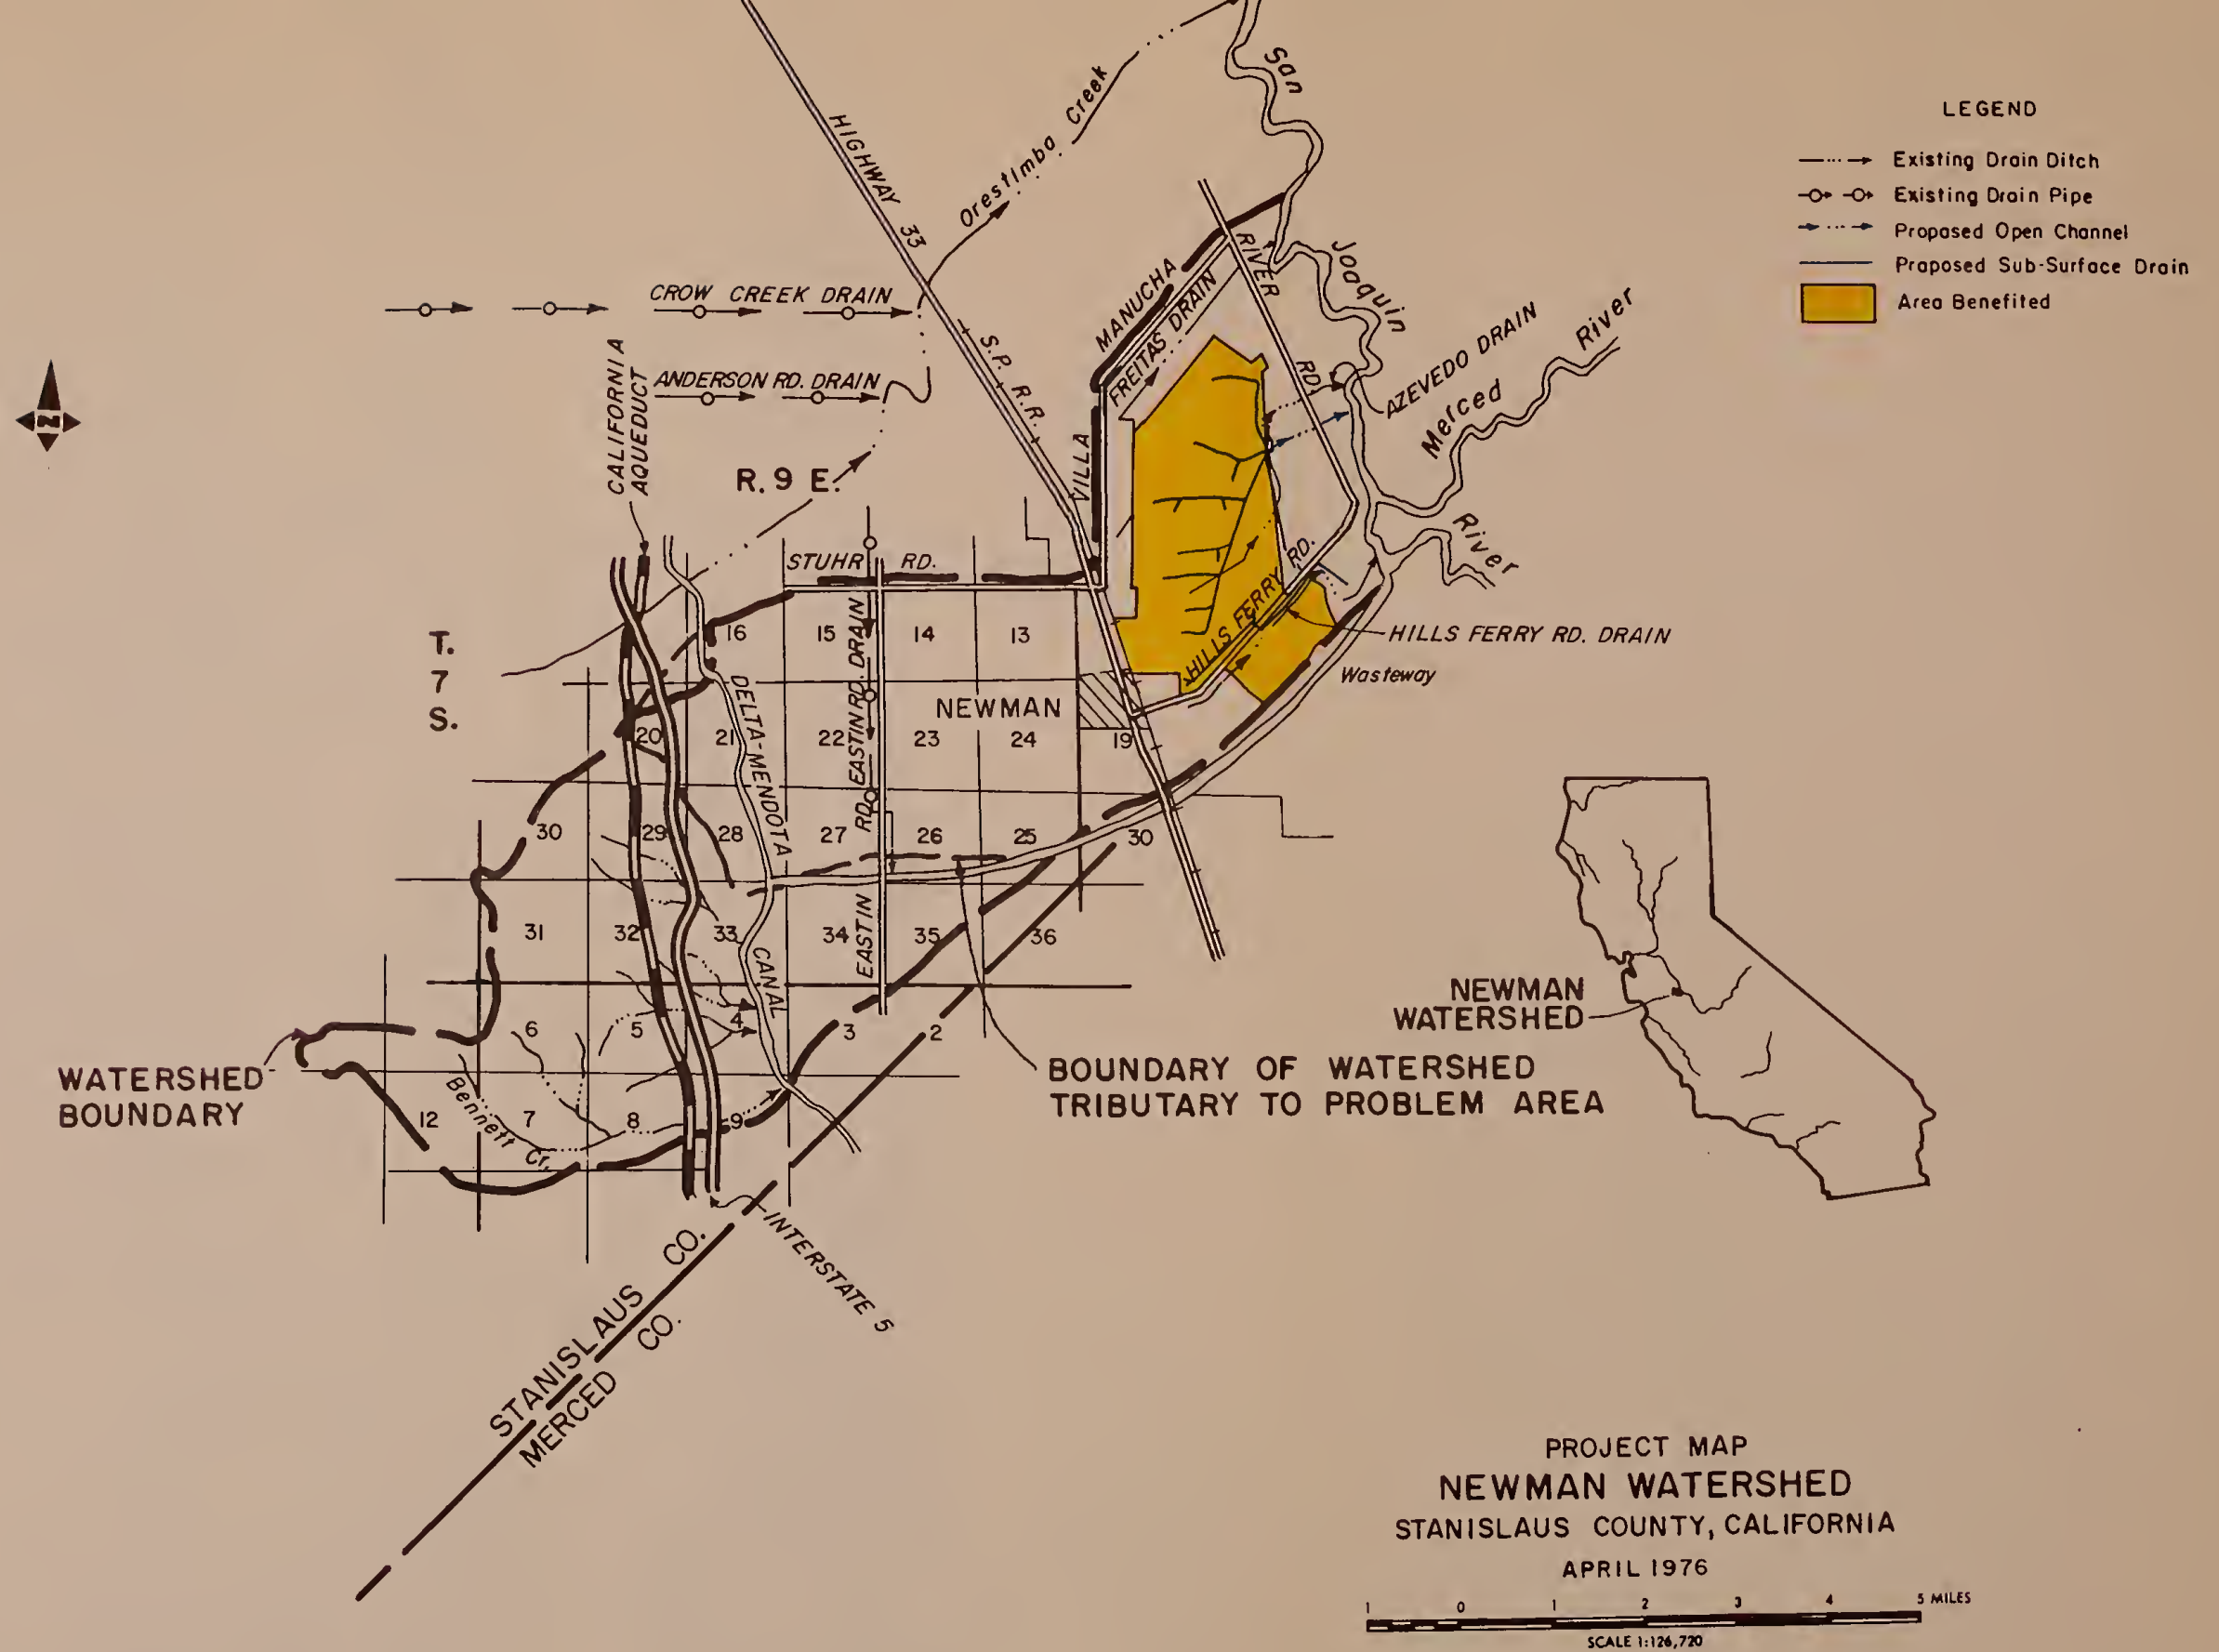 San
HIGHWAY 33
Orestimba Creek
LEGEND
Existing Drain Ditch
Existing Drain Pipe
Proposed Open Channel
Proposed Sub-Surface Drain
Area Benefited
RIVER RD.
Joaquin
River
MANUCHA
FREITAS DRAIN
CROW CREEK DRAIN
S.P. R.R.
AZEVEDO DRAIN
Merced
River
CALIFORNIA
AQUEDUCT
ANDERSON RD. DRAIN
N
R. 9 E.
VILLA
STUHR RD.
HILLS FERRY RD.
HILLS FERRY RD. DRAIN
Wasteway
T.
7
S.
16
15
14
13
EASTIN RD. DRAIN
DELTA-MENDOTA
CANAL
NEWMAN
20
21
22
23
24
19
EASTIN RD.
30
29
28
27
26
25
30
31
32
33
34
35
36
6
5
4
3
2
12
7
8
9
Bennett Cr.
WATERSHED
BOUNDARY
BOUNDARY OF WATERSHED
TRIBUTARY TO PROBLEM AREA
NEWMAN
WATERSHED
INTERSTATE 5
STANISLAUS CO.
MERCED CO.
PROJECT MAP
NEWMAN WATERSHED
STANISLAUS COUNTY, CALIFORNIA
APRIL 1976
1 0 1 2 3 4 5 MILES
SCALE 1:126,720